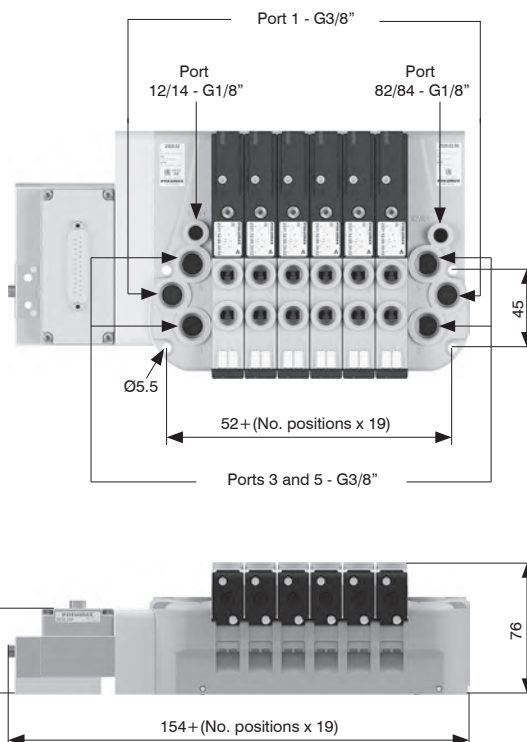 Port 1 - G3/8”
Port
12/14 - G1/8”
Port
82/84 - G1/8”
45
Ø5.5
52+(No. positions x 19)
Ports 3 and 5 - G3/8”
76
154+(No. positions x 19)